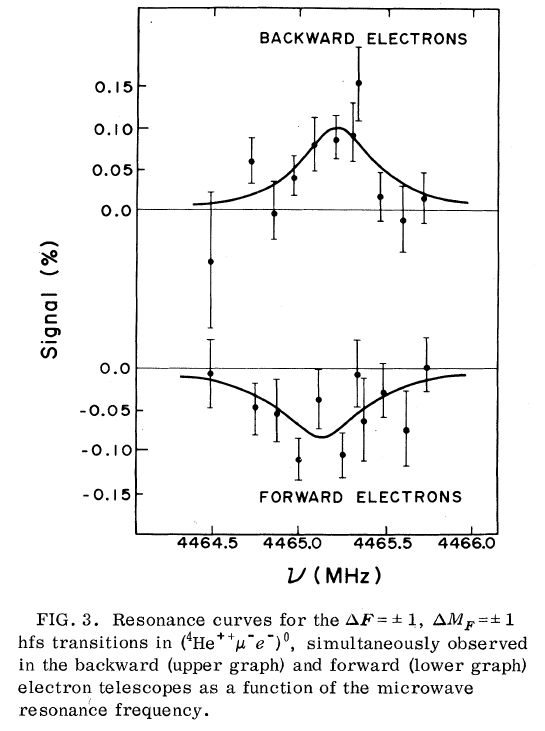 BACKWARD ELECTRONS
0.15
0.10
0.05
0.0
Signal (%)
0.0
-0.05
-0.10
-0.15
FORWARD ELECTRONS
4464.5 4465.0 4465.5 4466.0
ν (MHz)
FIG. 3. Resonance curves for the ΔF = ± 1, ΔM_F = ± 1
hfs transitions in (⁴He⁺⁺μ⁻e⁻)⁰, simultaneously observed
in the backward (upper graph) and forward (lower graph)
electron telescopes as a function of the microwave
resonance frequency.